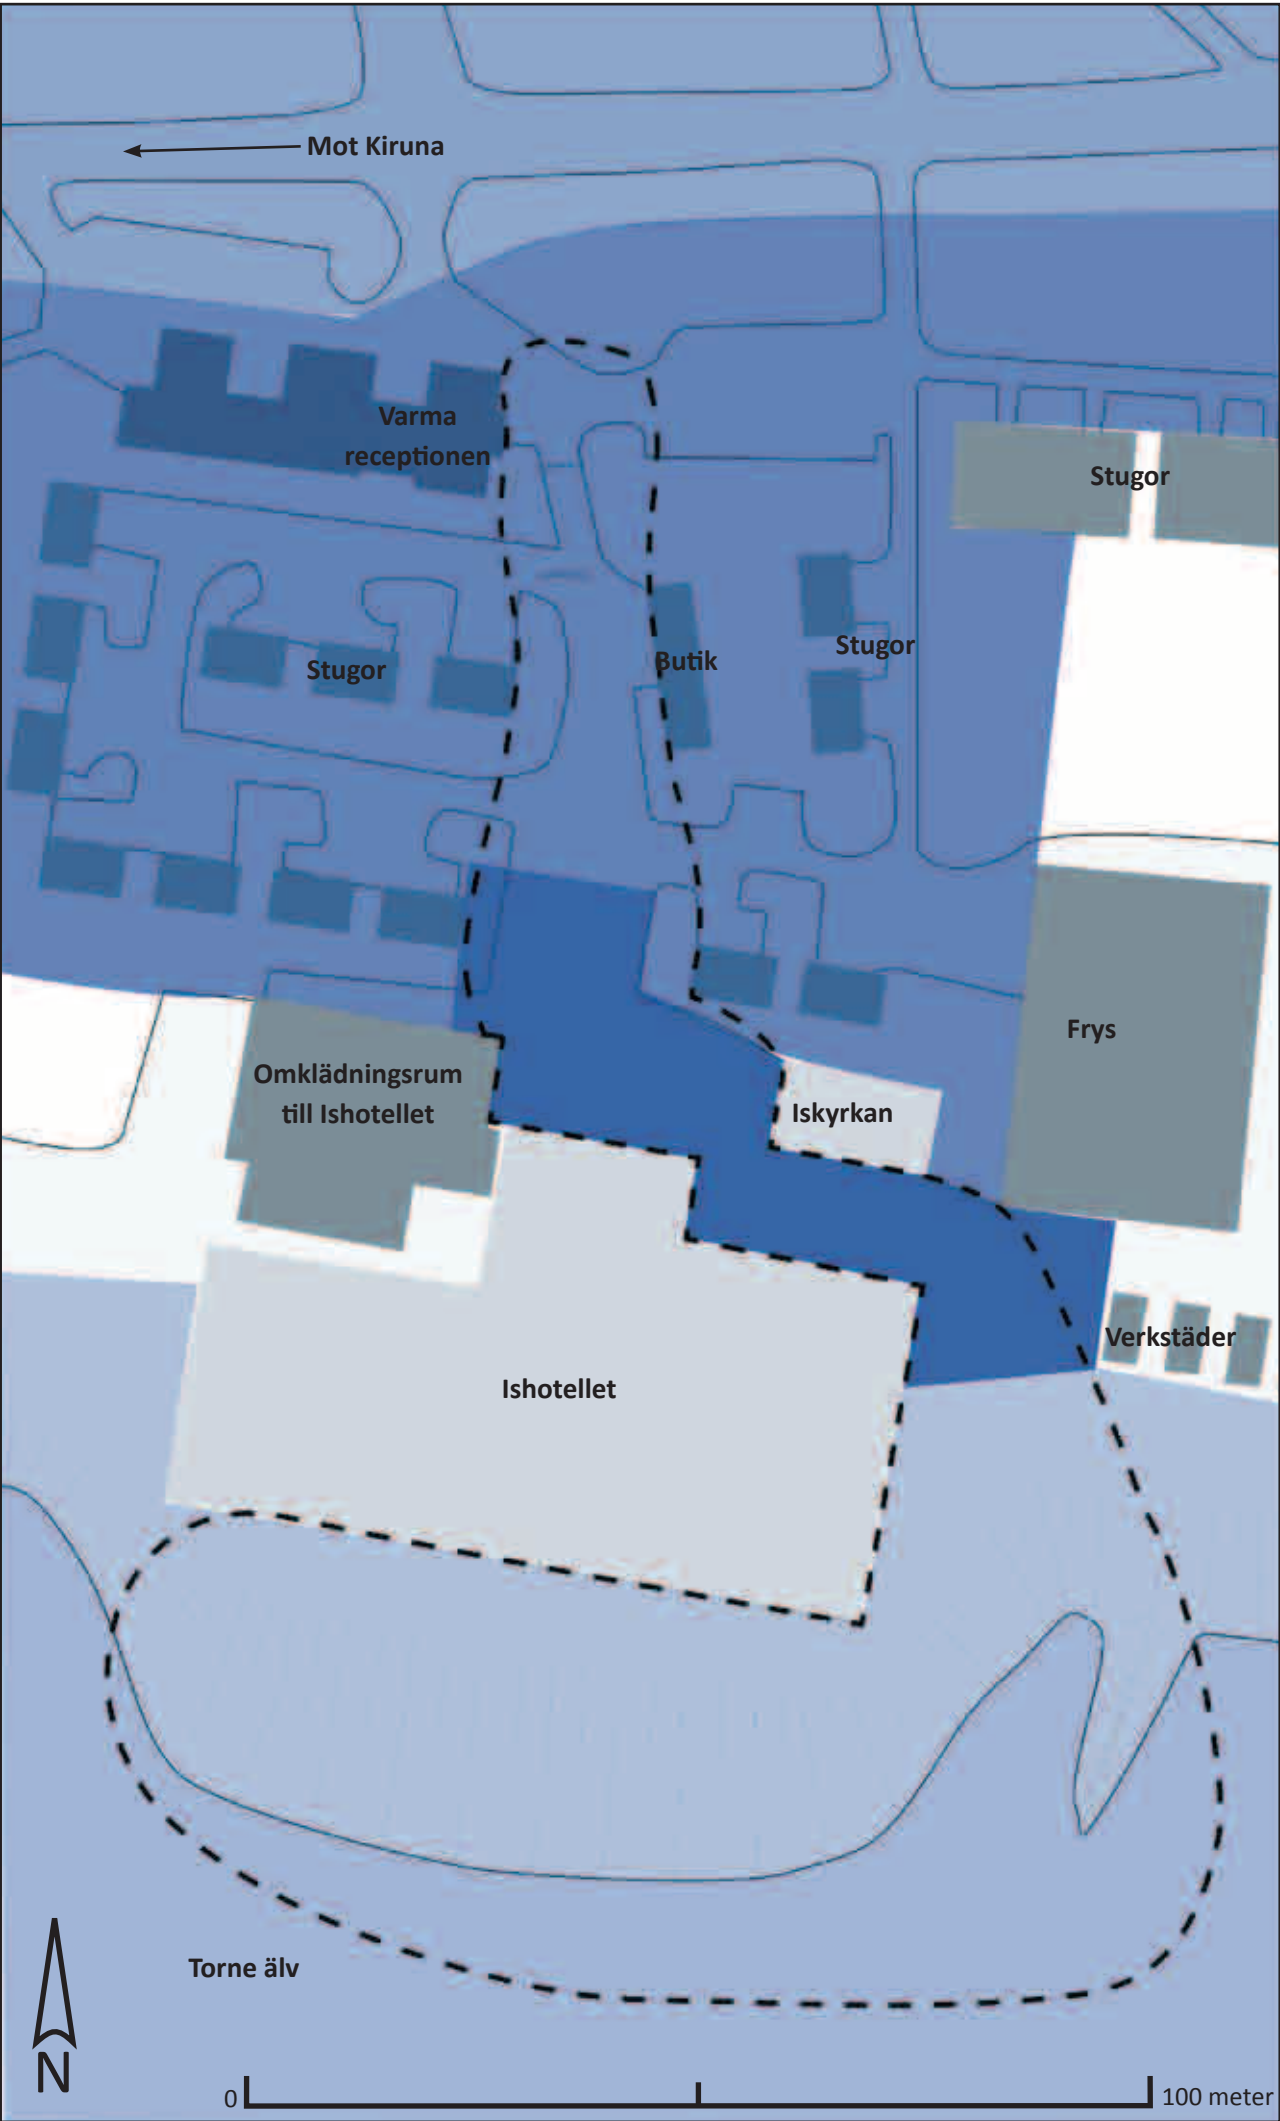 Mot Kiruna
Varma
receptionen
Stugor
Stugor
Butik
Stugor
Frys
Omklädningsrum
till Ishotellet
Iskyrkan
Verkstäder
Ishotellet
Torne älv
N
0
100 meter